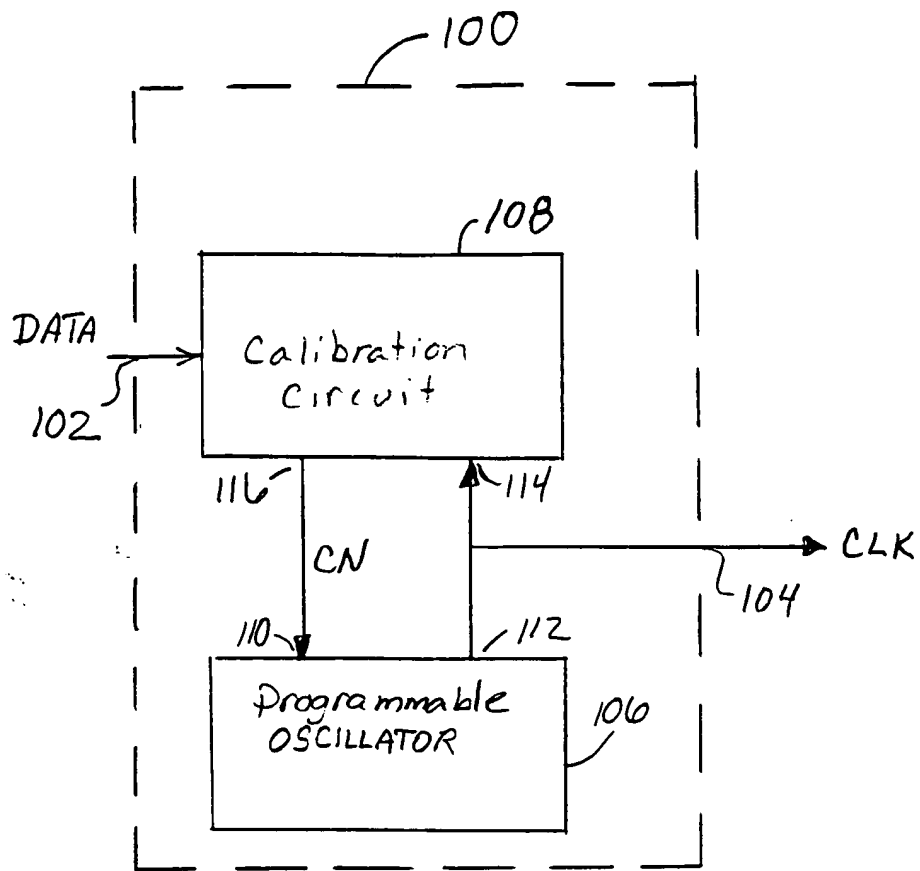 100
108
DATA
Calibration
Circuit
102
116
114
CN
CLK
104
110
112
Programmable
OSCILLATOR
106